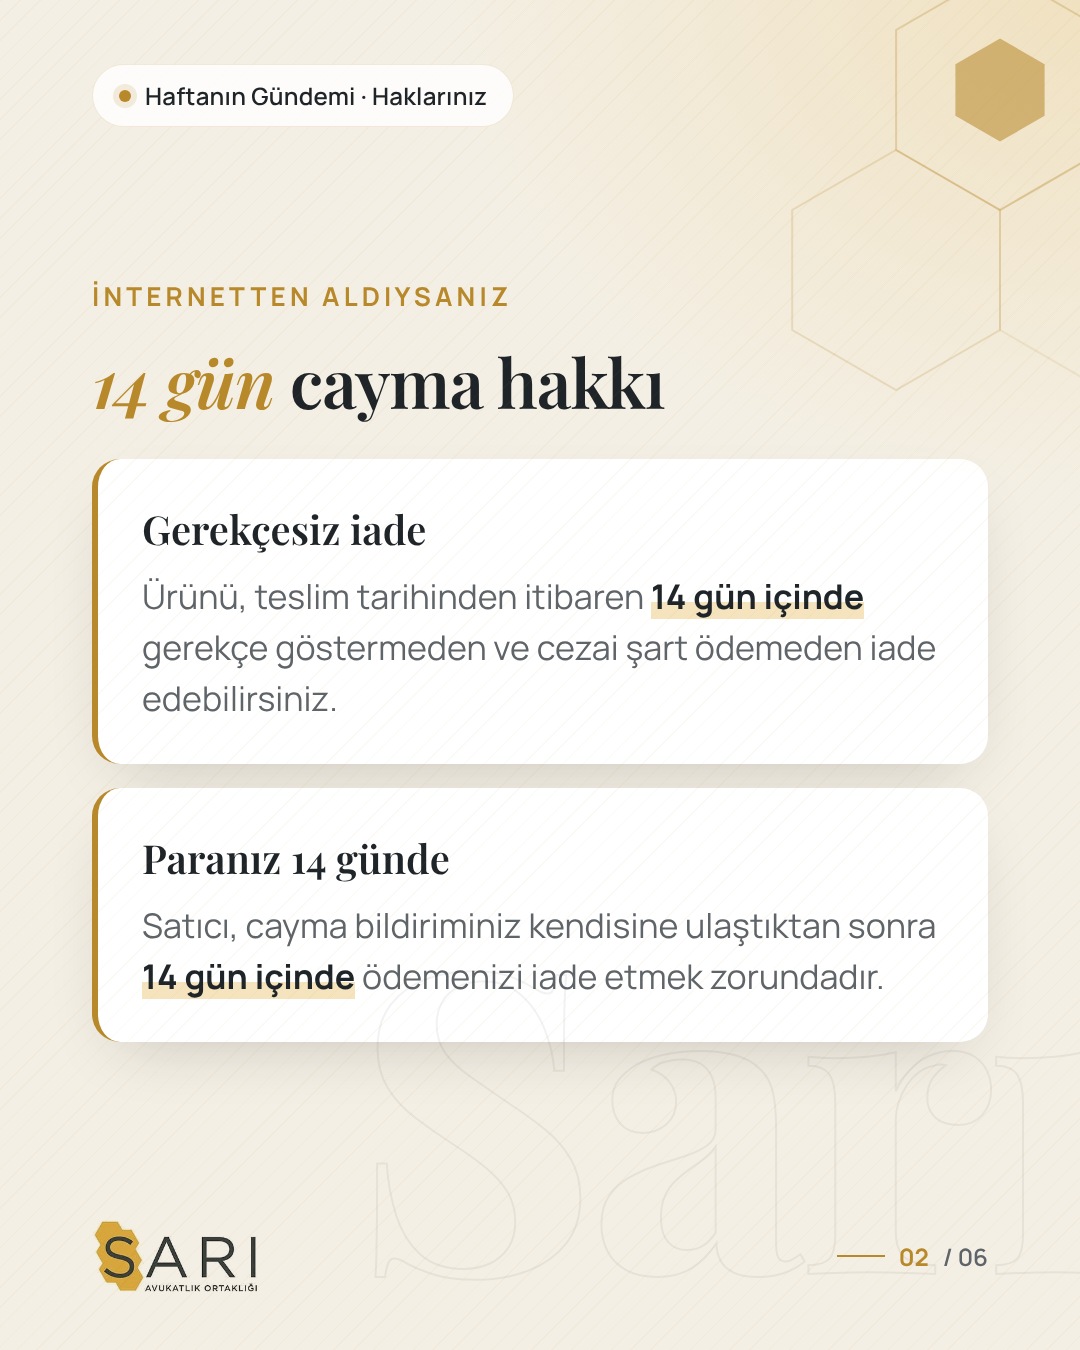 Haftanın Gündemi · Haklarınız
İNTERNETTEN ALDIYSANIZ
14 gün cayma hakkı
Gerekçesiz iade
Ürünü, teslim tarihinden itibaren 14 gün içinde
gerekçe göstermeden ve cezai şart ödemeden iade
edebilirsiniz.
Paranız 14 günde
Satıcı, cayma bildiriminiz kendisine ulaştıktan sonra
14 gün içinde ödemenizi iade etmek zorundadır.
Sarı
SARI
AVUKATLIK ORTAKLIĞI
02 / 06